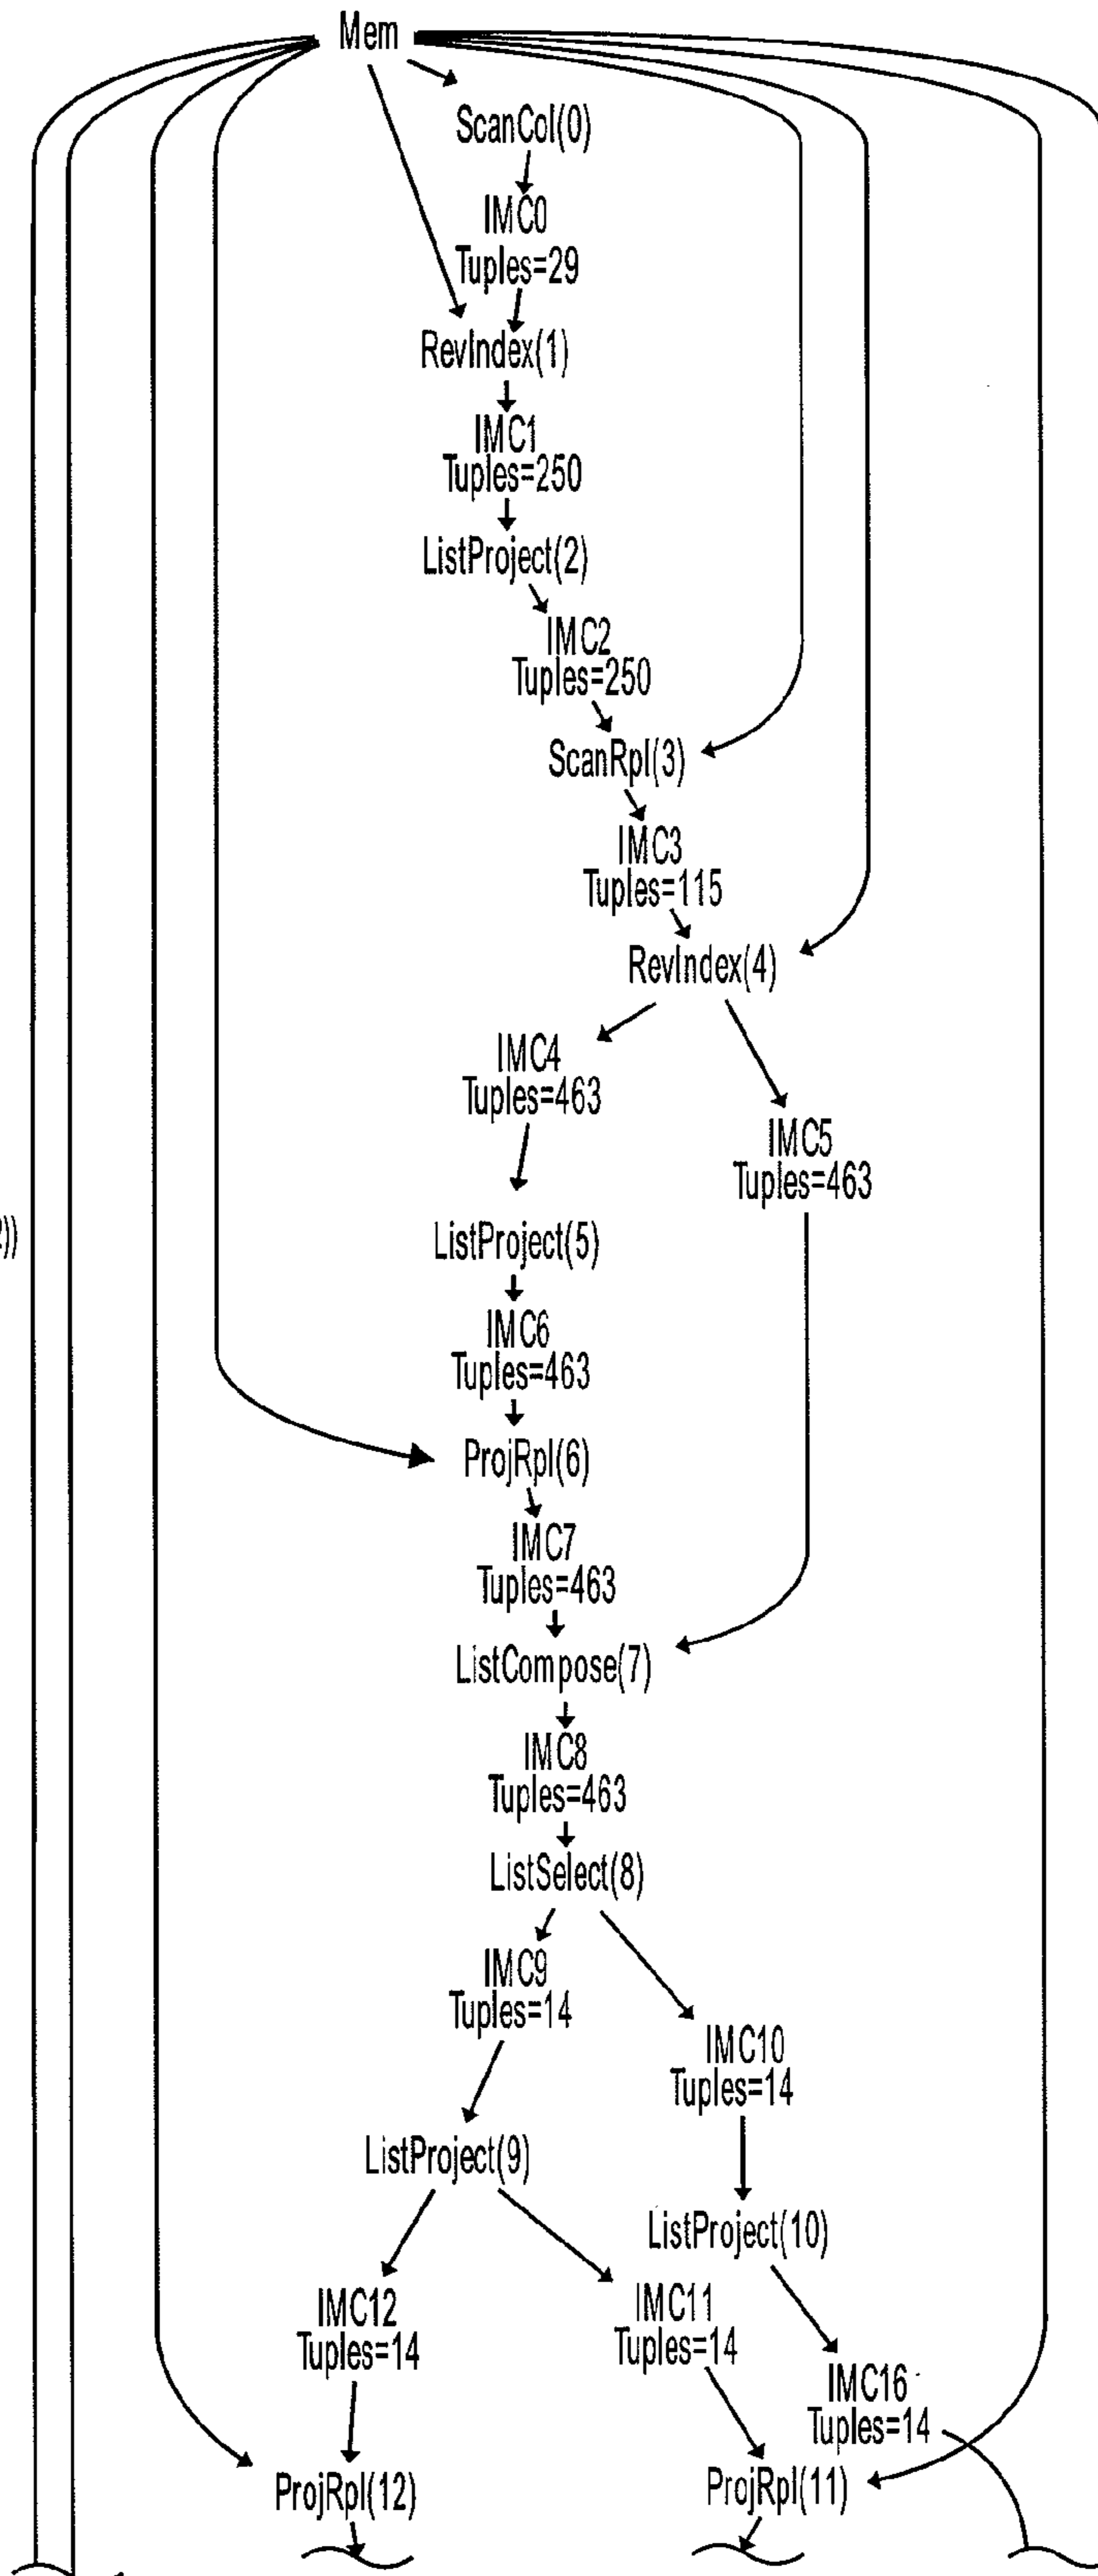 Mem
ScanCol(0)
IMC0
Tuples=29
RevIndex(1)
IMC1
Tuples=250
ListProject(2)
IMC2
Tuples=250
ScanRpl(3)
IMC3
Tuples=115
RevIndex(4)
IMC4
Tuples=463
IMC5
Tuples=463
))
ListProject(5)
IMC6
Tuples=463
ProjRpl(6)
IMC7
Tuples=463
ListCompose(7)
IMC8
Tuples=463
ListSelect(8)
IMC9
Tuples=14
IMC10
Tuples=14
ListProject(9)
ListProject(10)
IMC12
Tuples=14
IMC11
Tuples=14
IMC16
Tuples=14
ProjRpl(12)
ProjRpl(11)